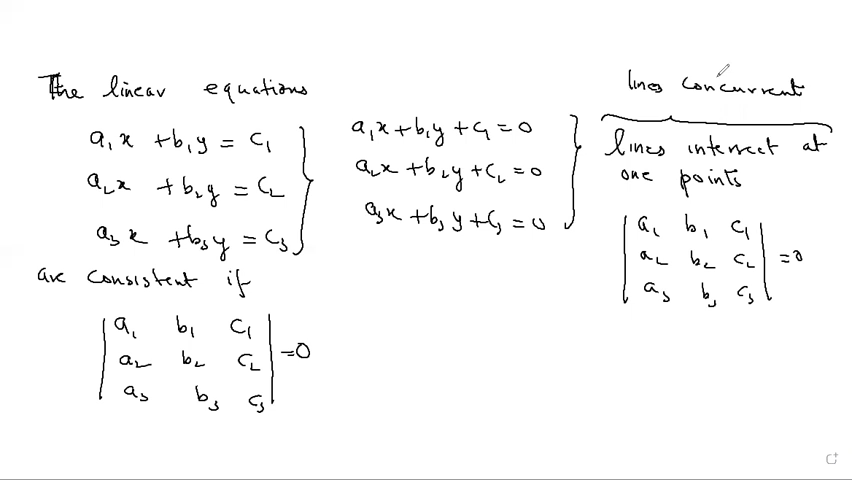 The linear equations
a₁x + b₁y = c₁
a₂x + b₂y = c₂
a₃x + b₃y = c₃
are consistent if
| a₁ b₁ c₁ |
| a₂ b₂ c₂ | = 0
| a₃ b₃ c₃ |
a₁x + b₁y + c₁ = 0
a₂x + b₂y + c₂ = 0
a₃x + b₃y + c₃ = 0
lines concurrent
lines intersect at
one points
| a₁ b₁ c₁ |
| a₂ b₂ c₂ | = 0
| a₃ b₃ c₃ |